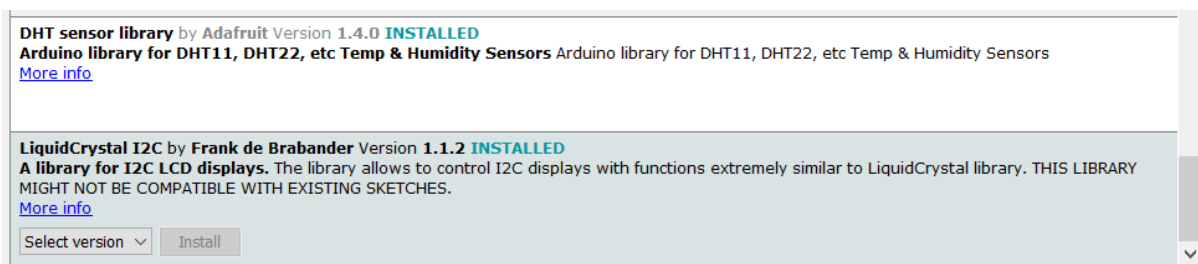 DHT sensor library by Adafruit Version 1.4.0 INSTALLED
Arduino library for DHT11, DHT22, etc Temp & Humidity Sensors Arduino library for DHT11, DHT22, etc Temp & Humidity Sensors
More info
LiquidCrystal I2C by Frank de Brabander Version 1.1.2 INSTALLED
A library for I2C LCD displays. The library allows to control I2C displays with functions extremely similar to LiquidCrystal library. THIS LIBRARY
MIGHT NOT BE COMPATIBLE WITH EXISTING SKETCHES.
More info
Select version Install